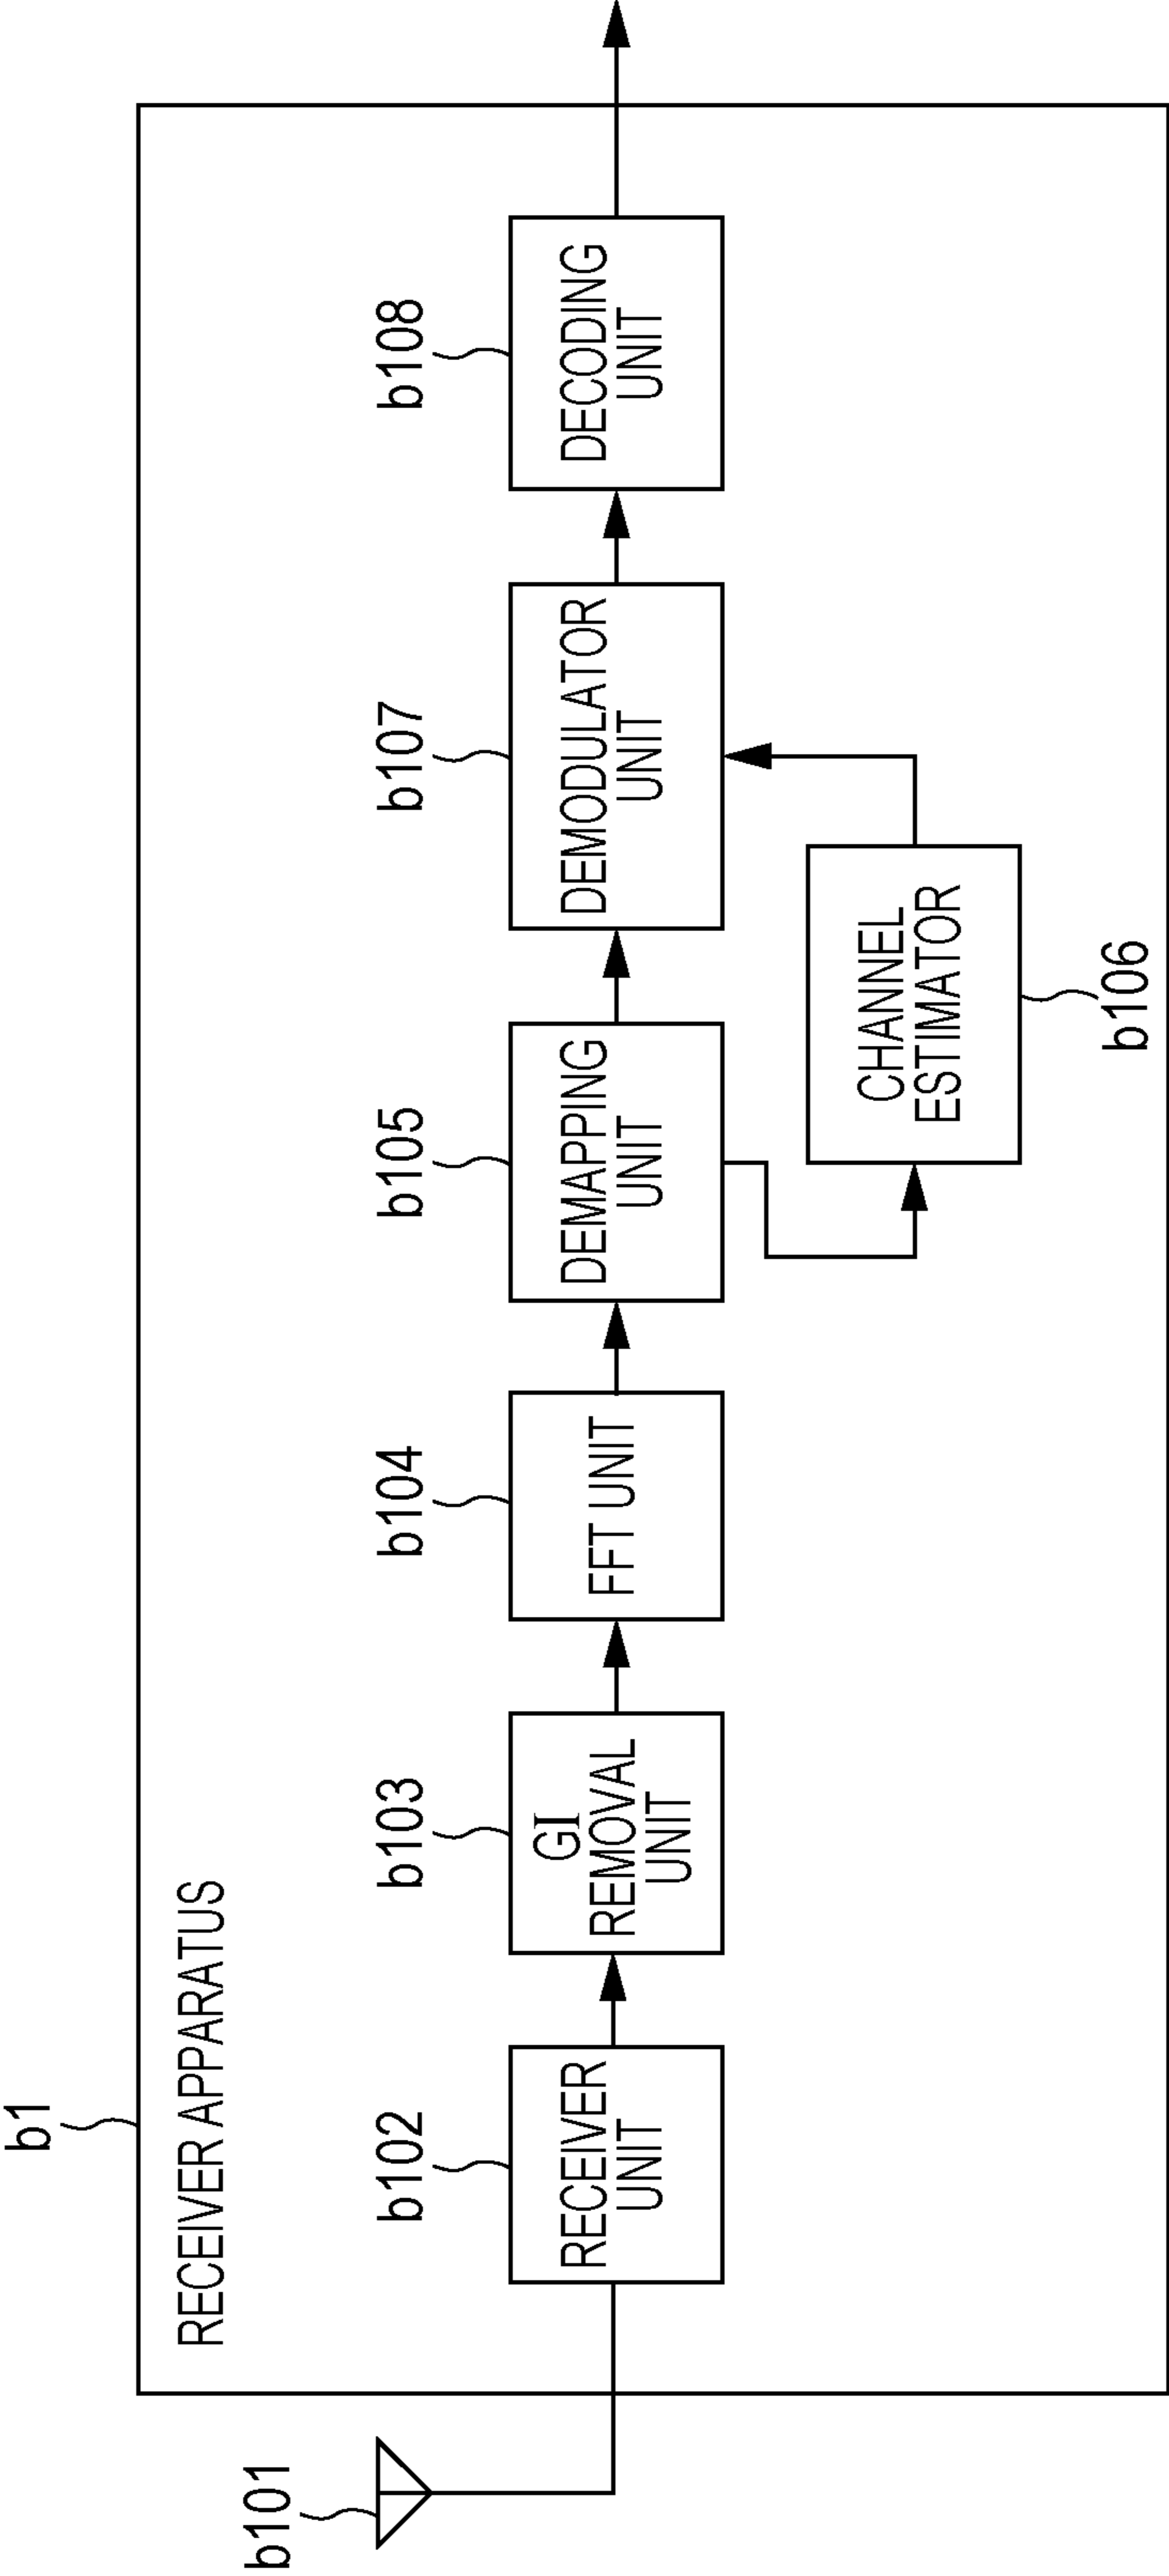 b1
RECEIVER APPARATUS
b101
b102
RECEIVER
UNIT
b103
GI
REMOVAL
UNIT
b104
FFT UNIT
b105
DEMAPPING
UNIT
b107
DEMODULATOR
UNIT
b108
DECODING
UNIT
CHANNEL
ESTIMATOR
b106